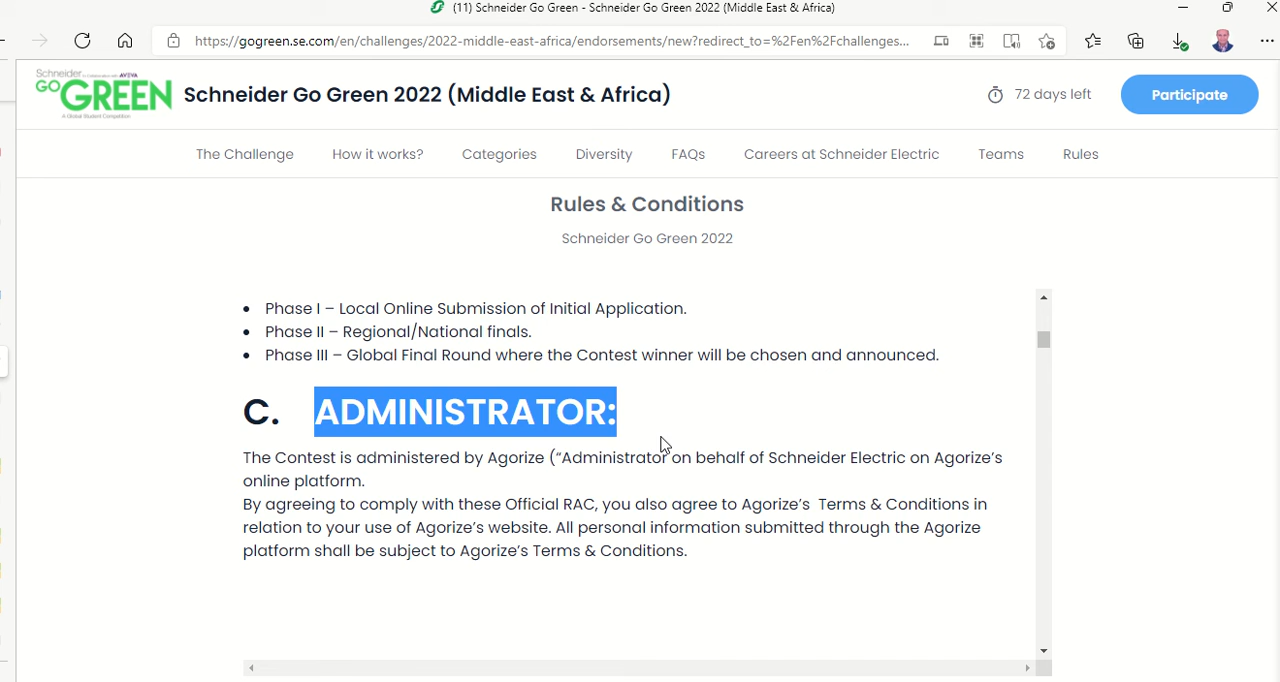 (11) Schneider Go Green - Schneider Go Green 2022 (Middle East & Africa)
https://gogreen.se.com/en/challenges/2022-middle-east-africa/endorsements/new?redirect_to=%2Fen%2Fchallenges...
Schneider in collaboration with AVEVA
GO GREEN
A Global Student Competition
Schneider Go Green 2022 (Middle East & Africa)
72 days left
Participate
The Challenge
How it works?
Categories
Diversity
FAQs
Careers at Schneider Electric
Teams
Rules
Rules & Conditions
Schneider Go Green 2022
• Phase I – Local Online Submission of Initial Application.
• Phase II – Regional/National finals.
• Phase III – Global Final Round where the Contest winner will be chosen and announced.
C. ADMINISTRATOR:
The Contest is administered by Agorize (“Administrator on behalf of Schneider Electric on Agorize’s
online platform.
By agreeing to comply with these Official RAC, you also agree to Agorize’s Terms & Conditions in
relation to your use of Agorize’s website. All personal information submitted through the Agorize
platform shall be subject to Agorize’s Terms & Conditions.